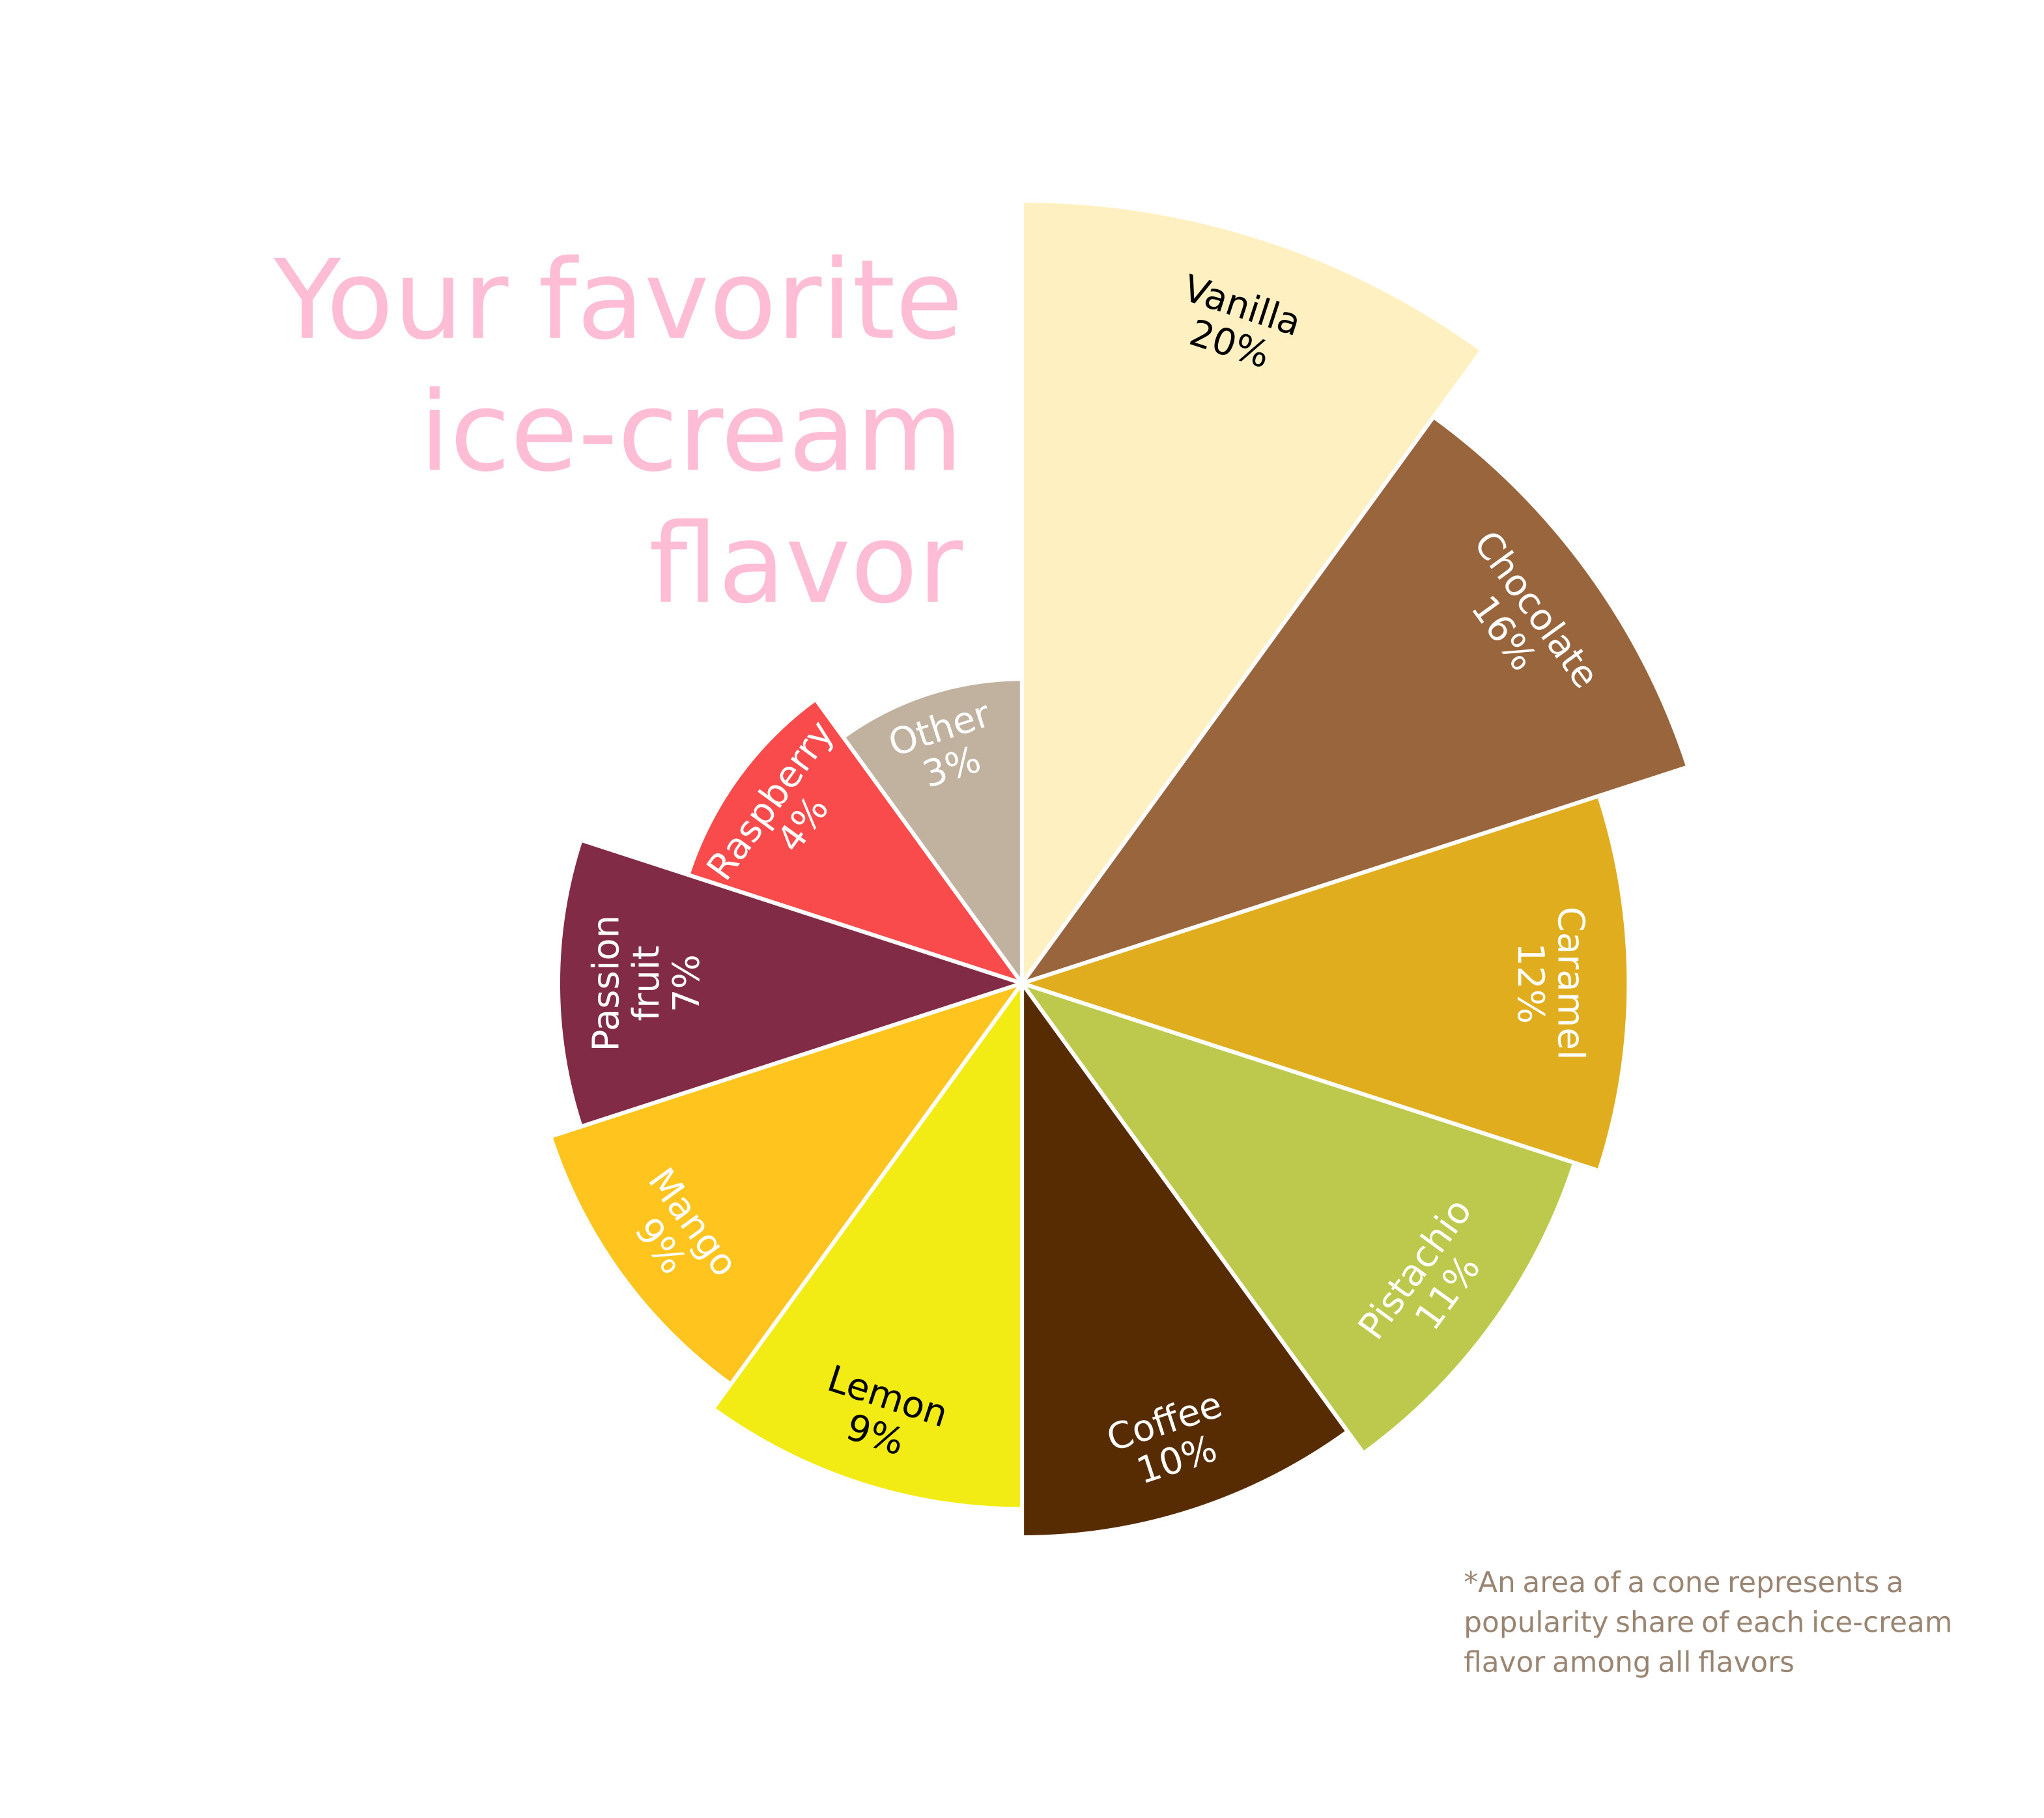 Your favorite
ice-cream
flavor
Vanilla
20%
Chocolate
16%
Caramel
12%
Pistachio
11%
Coffee
10%
Lemon
9%
Mango
9%
Passion
fruit
7%
Raspberry
4%
Other
3%
*An area of a cone represents a
popularity share of each ice-cream
flavor among all flavors